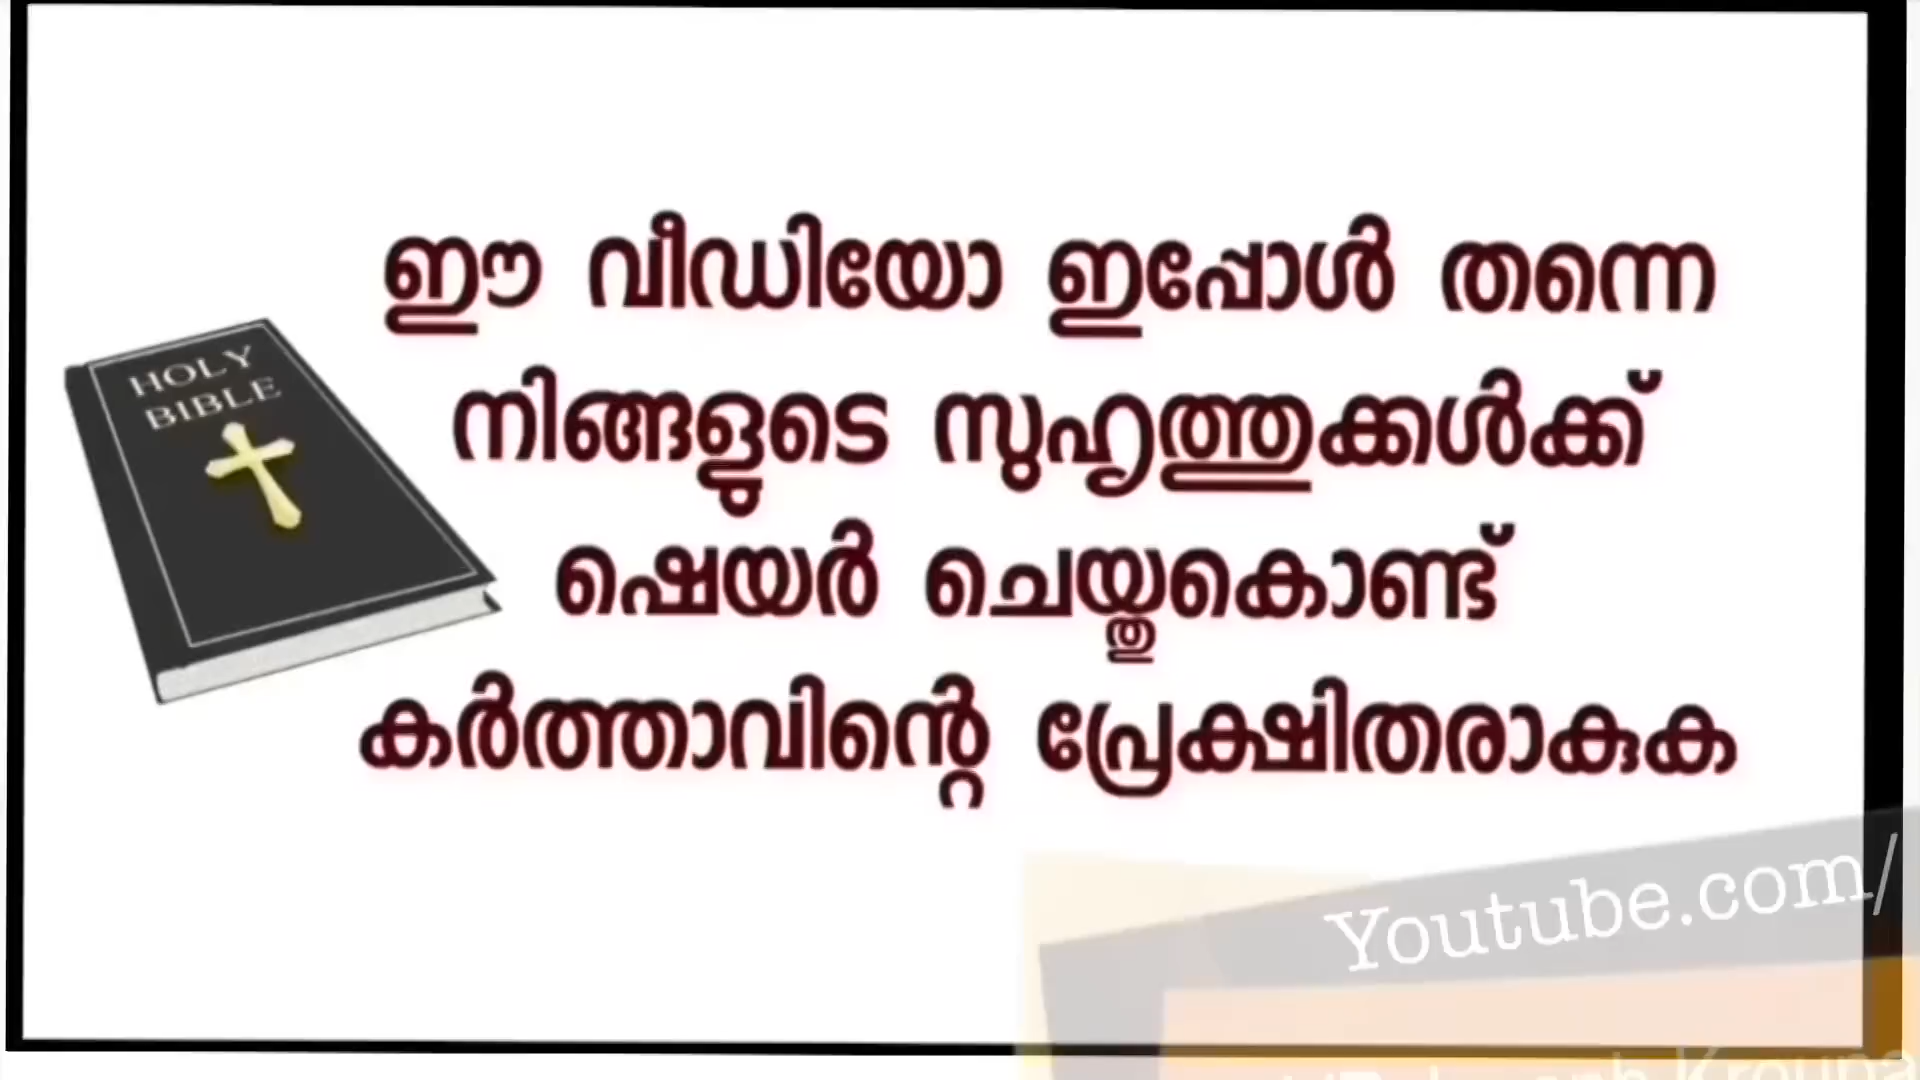 ഈ വീഡിയോ ഇപ്പോൾ തന്നെ
HOLY
BIBLE
നിങ്ങളുടെ സുഹൃത്തുക്കൾക്ക്
ഷെയർ ചെയ്തുകൊണ്ട്
കർത്താവിന്റെ പ്രേക്ഷിതരാകുക
Youtube.com/